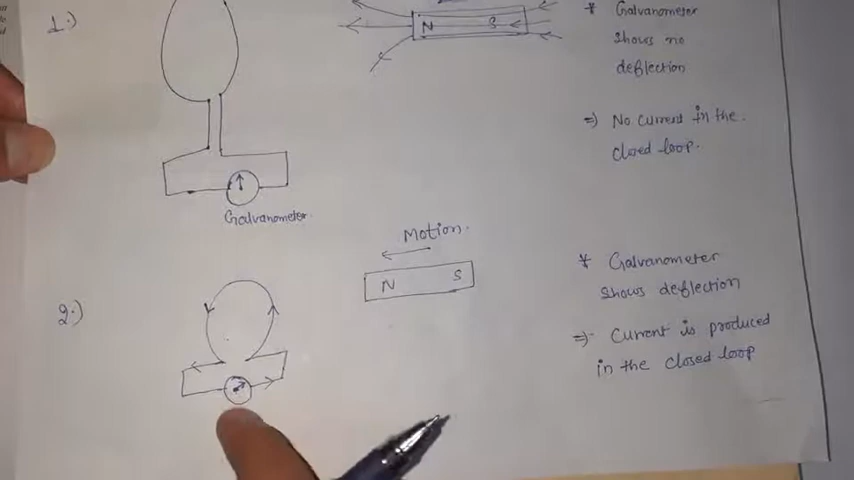 1.)
N S
* Galvanometer
shows no
deflection
=) No current in the.
closed loop.
Galvanometer
2.)
Motion.
N S
* Galvanometer
shows deflection
=) Current is produced
in the closed loop